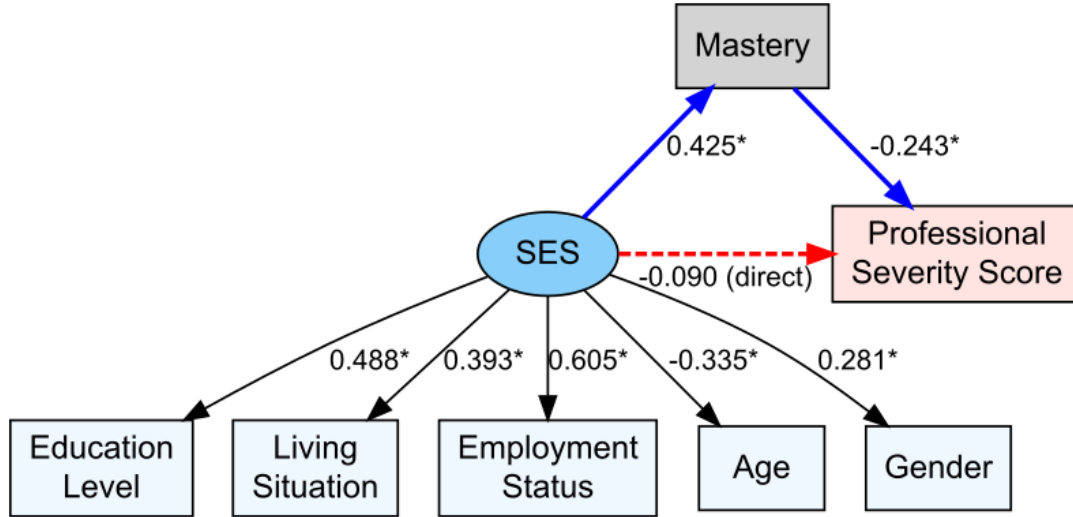 Mastery
0.425*
-0.243*
SES
Professional
Severity Score
-0.090 (direct)
0.488*
0.393*
0.605*
-0.335*
0.281*
Education
Level
Living
Situation
Employment
Status
Age
Gender